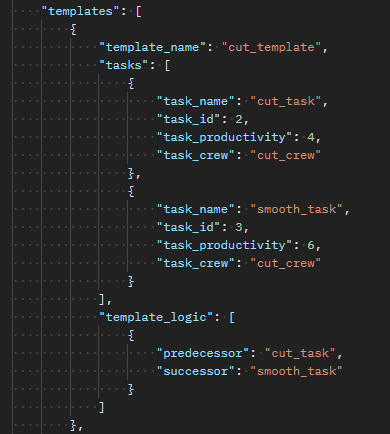 "templates": [
{
"template_name": "cut_template",
"tasks": [
{
"task_name": "cut_task",
"task_id": 2,
"task_productivity": 4,
"task_crew": "cut_crew"
},
{
"task_name": "smooth_task",
"task_id": 3,
"task_productivity": 6,
"task_crew": "cut_crew"
}
],
"template_logic": [
{
"predecessor": "cut_task",
"successor": "smooth_task"
}
]
},